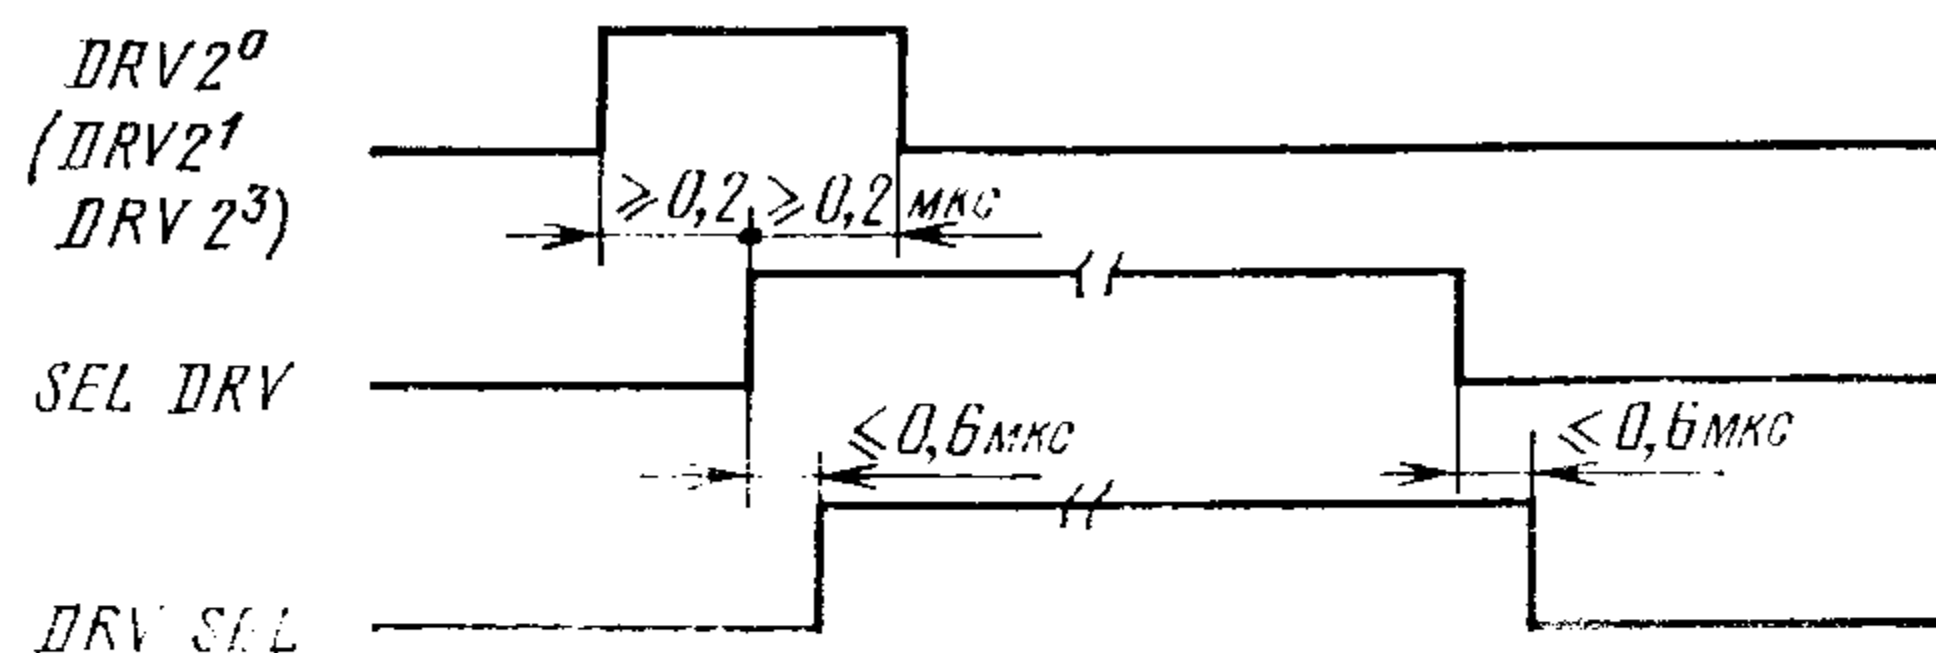 DRV2⁰
(DRV2¹
DRV2³)
≥0,2 ≥0,2 мкс
SEL DRV
≤0,6мкс
≤0,6мкс
DRV SEL